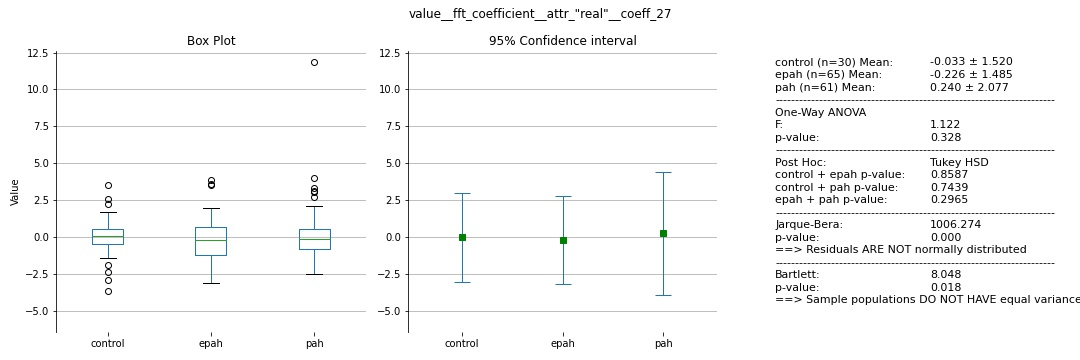 value__fft_coefficient__attr_"real"__coeff_27
Box Plot
12.5
10.0
7.5
5.0
2.5
0.0
−2.5
−5.0
Value
control
epah
pah
95% Confidence interval
12.5
10.0
7.5
5.0
2.5
0.0
−2.5
−5.0
control
epah
pah
control (n=30) Mean: -0.033 ± 1.520
epah (n=65) Mean: -0.226 ± 1.485
pah (n=61) Mean: 0.240 ± 2.077
One-Way ANOVA
F: 1.122
p-value: 0.328
Post Hoc: Tukey HSD
control + epah p-value: 0.8587
control + pah p-value: 0.7439
epah + pah p-value: 0.2965
Jarque-Bera: 1006.274
p-value: 0.000
==> Residuals ARE NOT normally distributed
Bartlett: 8.048
p-value: 0.018
==> Sample populations DO NOT HAVE equal variance